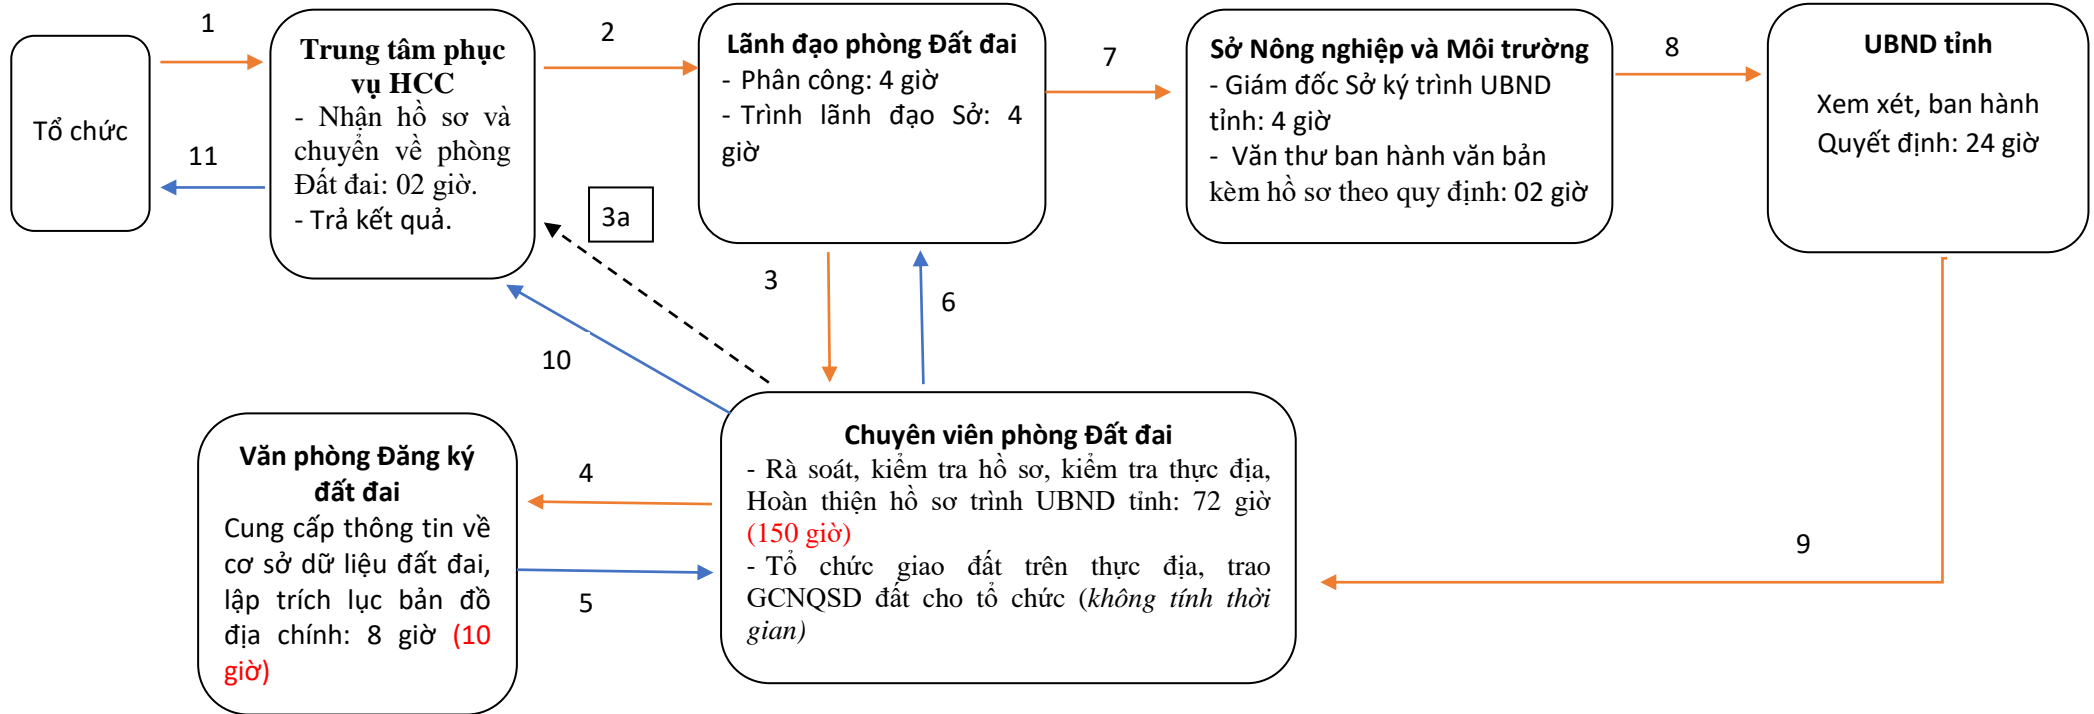 Tổ chức
1
11
Trung tâm phục
vụ HCC
- Nhận hồ sơ và
chuyển về phòng
Đất đai: 02 giờ.
- Trả kết quả.
2
3a
Lãnh đạo phòng Đất đai
- Phân công: 4 giờ
- Trình lãnh đạo Sở: 4
giờ
7
Sở Nông nghiệp và Môi trường
- Giám đốc Sở ký trình UBND
tỉnh: 4 giờ
- Văn thư ban hành văn bản
kèm hồ sơ theo quy định: 02 giờ
8
UBND tỉnh
Xem xét, ban hành
Quyết định: 24 giờ
3
6
10
9
Văn phòng Đăng ký
đất đai
Cung cấp thông tin về
cơ sở dữ liệu đất đai,
lập trích lục bản đồ
địa chính: 8 giờ (10
giờ)
4
5
Chuyên viên phòng Đất đai
- Rà soát, kiểm tra hồ sơ, kiểm tra thực địa,
Hoàn thiện hồ sơ trình UBND tỉnh: 72 giờ
(150 giờ)
- Tổ chức giao đất trên thực địa, trao
GCNQSD đất cho tổ chức (không tính thời
gian)